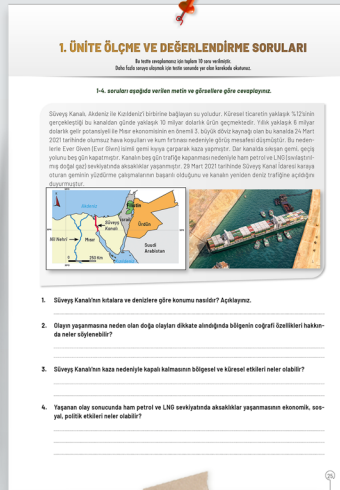 1. ÜNİTE ÖLÇME VE DEĞERLENDİRME SORULARI
Bu testte cevaplamanız için toplam 10 soru verilmiştir.
Daha fazla soruya ulaşmak için testin sonunda yer alan karekodu okutunuz.
1-4. soruları aşağıda verilen metin ve görsellere göre cevaplayınız.
Süveyş Kanalı, Akdeniz ile Kızıldeniz'i birbirine bağlayan su yoludur. Küresel ticaretin yaklaşık %12'sinin
gerçekleştiği bu kanaldan günde yaklaşık 10 milyar dolarlık ürün geçmektedir. Yıllık yaklaşık 6 milyar
dolarlık gelir potansiyeli ile Mısır ekonomisinin en önemli 3. büyük döviz kaynağı olan bu kanalda 24 Mart
2021 tarihinde olumsuz hava koşulları ve kum fırtınası nedeniyle görüş mesafesi düşmüştür. Bu neden-
lerle Ever Given (Evır Givın) isimli gemi kıyıya çarparak kaza yapmıştır. Dar kanalda sıkışan gemi, geçiş
yolunu beş gün kapatmıştır. Kanalın beş gün trafiğe kapanması nedeniyle ham petrol ve LNG (sıvılaştırıl-
mış doğal gaz) sevkiyatında aksaklıklar yaşanmıştır. 29 Mart 2021 tarihinde Süveyş Kanal İdaresi karaya
oturan geminin yüzdürme çalışmalarının başarılı olduğunu ve kanalın yeniden deniz trafiğine açıldığını
duyurmuştur.
Akdeniz
Filistin
İsrail
Süveyş
Kanalı
Ürdün
Nil Nehri
Mısır
Suudi
Arabistan
0 250 Km
1. Süveyş Kanalı'nın kıtalara ve denizlere göre konumu nasıldır? Açıklayınız.
2. Olayın yaşanmasına neden olan doğa olayları dikkate alındığında bölgenin coğrafi özellikleri hakkın-
da neler söylenebilir?
3. Süveyş Kanalı'nın kaza nedeniyle kapalı kalmasının bölgesel ve küresel etkileri neler olabilir?
4. Yaşanan olay sonucunda ham petrol ve LNG sevkiyatında aksaklıklar yaşanmasının ekonomik, sos-
yal, politik etkileri neler olabilir?